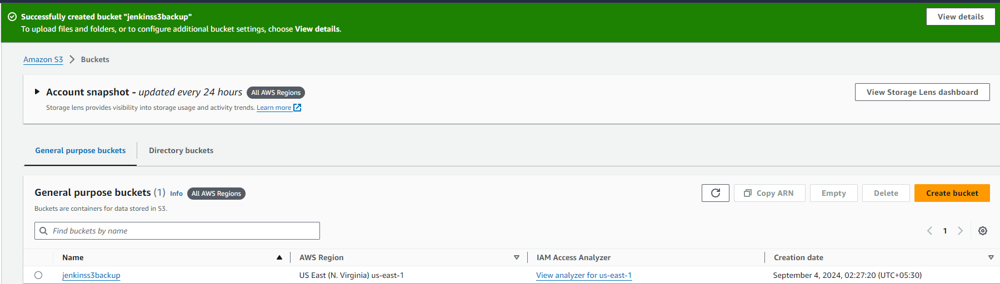 Successfully created bucket "jenkinss3backup"
To upload files and folders, or to configure additional bucket settings, choose View details.
View details
Amazon S3 > Buckets
Account snapshot - updated every 24 hours All AWS Regions
Storage lens provides visibility into storage usage and activity trends. Learn more
View Storage Lens dashboard
General purpose buckets
Directory buckets
General purpose buckets (1) Info All AWS Regions
Buckets are containers for data stored in S3.
Copy ARN
Empty
Delete
Create bucket
Find buckets by name
1
Name AWS Region IAM Access Analyzer Creation date
jenkinss3backup US East (N. Virginia) us-east-1 View analyzer for us-east-1 September 4, 2024, 02:27:20 (UTC+05:30)